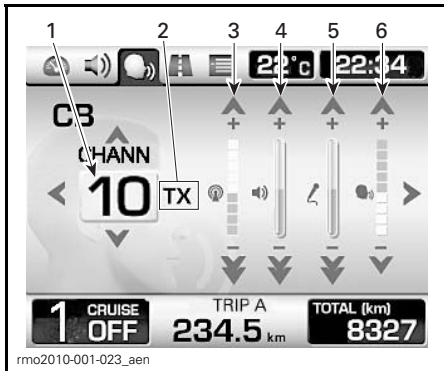 1 2 3 4 5 6
22°c 22:34
CB
CHANN
10 TX
+ + + +
− − − −
1 CRUISE OFF
TRIP A
234.5 km
TOTAL (km)
8327
rmo2010-001-023_aen